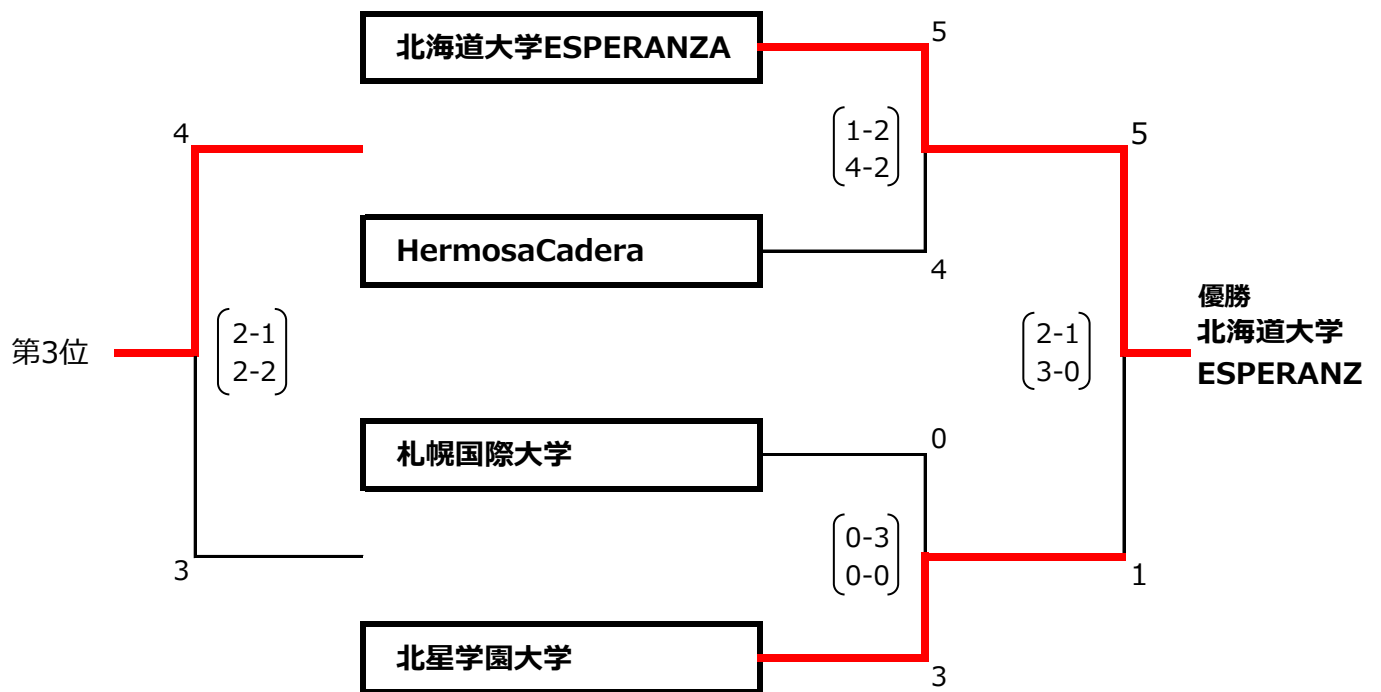 北海道大学ESPERANZA
5
4
1-2
4-2
5
HermosaCadera
4
優勝
北海道大学
ESPERANZ
第3位
2-1
2-2
2-1
3-0
札幌国際大学
0
0-3
0-0
3
1
北星学園大学
3